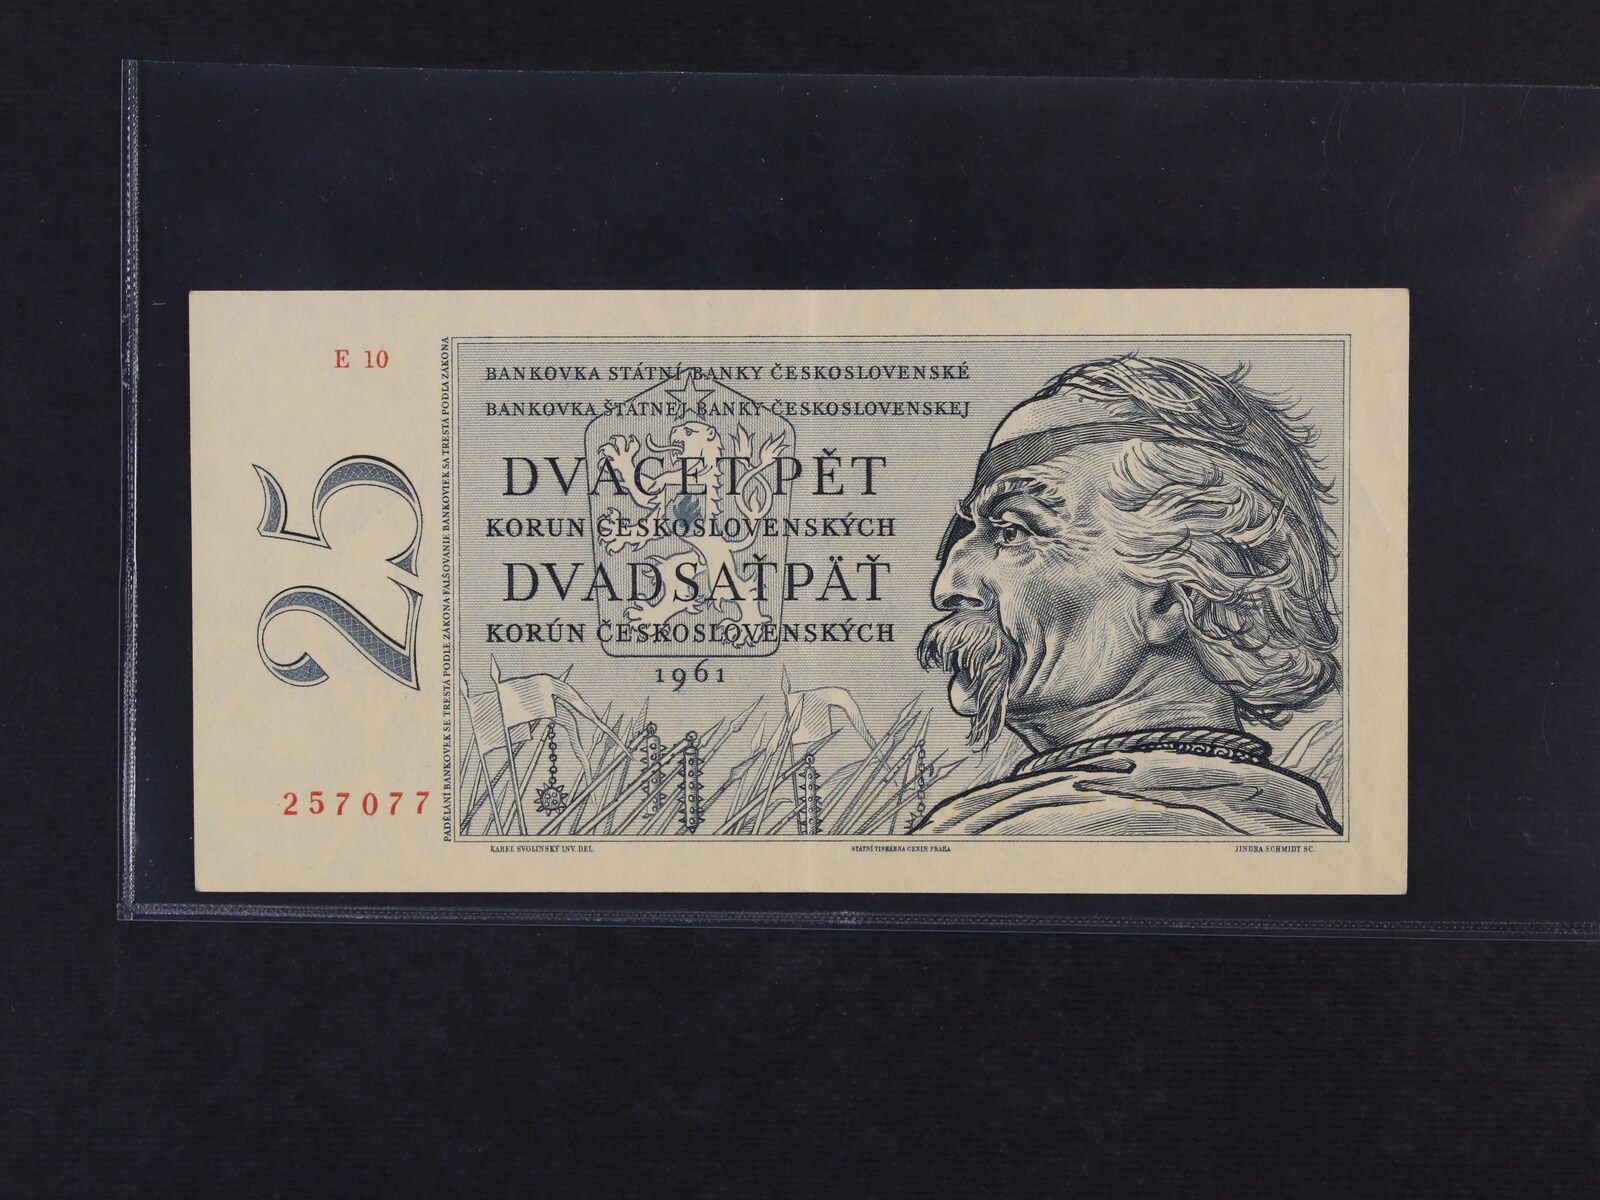 E 10
25
257077
PADĚLÁNÍ BANKOVEK SE TRESTÁ PODLE ZÁKONA·FALŠOVANIE BANKOVIEK SA TRESTÁ PODĽA ZÁKONA
BANKOVKA STÁTNÍ BANKY ČESKOSLOVENSKÉ
BANKOVKA ŠTÁTNEJ BANKY ČESKOSLOVENSKEJ
DVACET PĚT
KORUN ČESKOSLOVENSKÝCH
DVADSAŤPÄŤ
KORÚN ČESKOSLOVENSKÝCH
1961
KAREL SVOLINSKÝ INV. DEL.
STÁTNÍ TISKÁRNA CENIN PRAHA
JINDRA SCHMIDT SC.